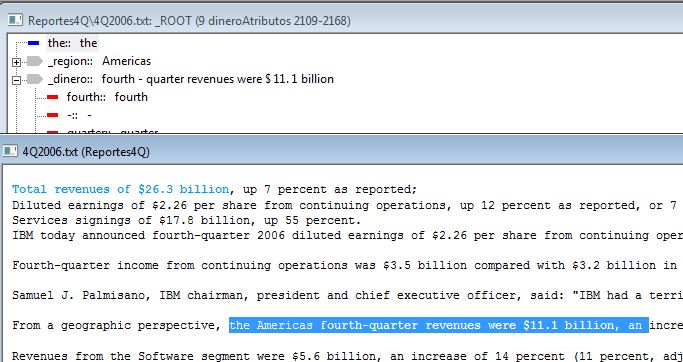 Reportes4Q\4Q2006.txt: _ROOT (9 dineroAtributos 2109-2168)
the:: the
_region:: Americas
_dinero:: fourth - quarter revenues were $ 11. 1 billion
fourth:: fourth
-:: -
quarter:: quarter
4Q2006.txt (Reportes4Q)
Total revenues of $26.3 billion, up 7 percent as reported;
Diluted earnings of $2.26 per share from continuing operations, up 12 percent as reported, or 7
Services signings of $17.8 billion, up 55 percent.
IBM today announced fourth-quarter 2006 diluted earnings of $2.26 per share from continuing oper
Fourth-quarter income from continuing operations was $3.5 billion compared with $3.2 billion in
Samuel J. Palmisano, IBM chairman, president and chief executive officer, said: "IBM had a terri
From a geographic perspective, the Americas fourth-quarter revenues were $11.1 billion, an incre
Revenues from the Software segment were $5.6 billion, an increase of 14 percent (11 percent, adj